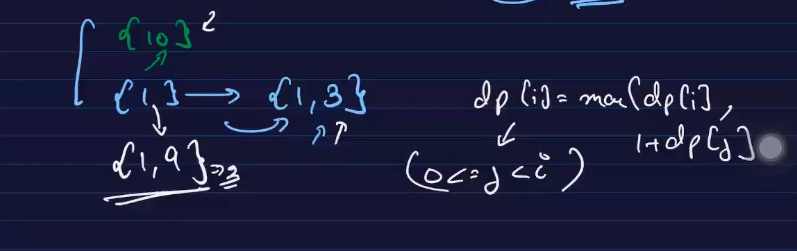 {10} 2
{1,} → {1,3}
dp[i] = max(dp[i],
1+dp[j]
{1,9} ⇒ 3
(0<=j<i)